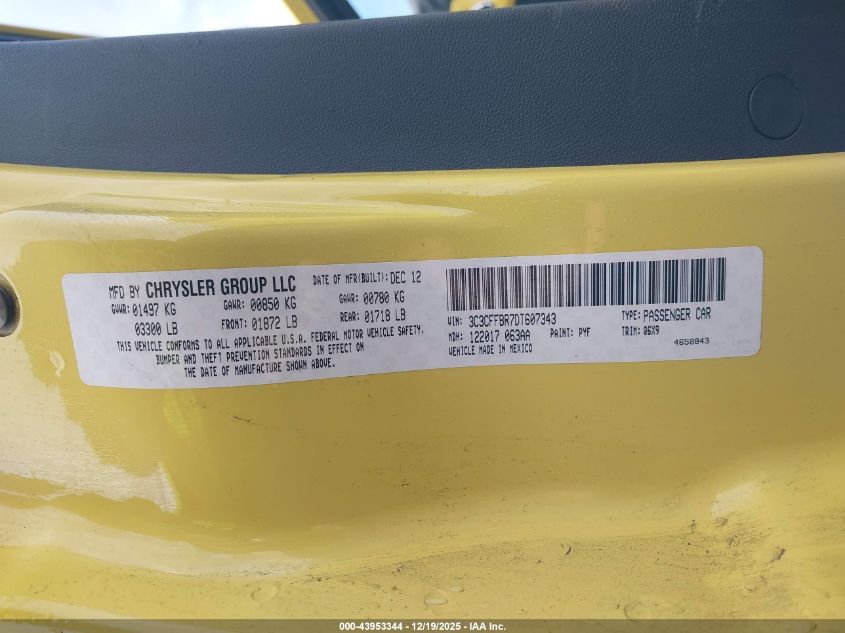 MFD BY CHRYSLER GROUP LLC DATE OF MFR(BUILT): DEC 12
GVWR: 01497 KG GAWR: 00850 KG GAWR: 00780 KG
03300 LB FRONT: 01872 LB REAR: 01718 LB
THIS VEHICLE CONFORMS TO ALL APPLICABLE U.S.A. FEDERAL MOTOR VEHICLE SAFETY,
BUMPER AND THEFT PREVENTION STANDARDS IN EFFECT ON
THE DATE OF MANUFACTURE SHOWN ABOVE.
VIN: 3C3CFFBR7DT607343 TYPE: PASSENGER CAR
MDH: 122017 063AA PAINT: PYF TRIM: Q6X9
VEHICLE MADE IN MEXICO 4658843
000-43953344 - 12/19/2025 - IAA Inc.